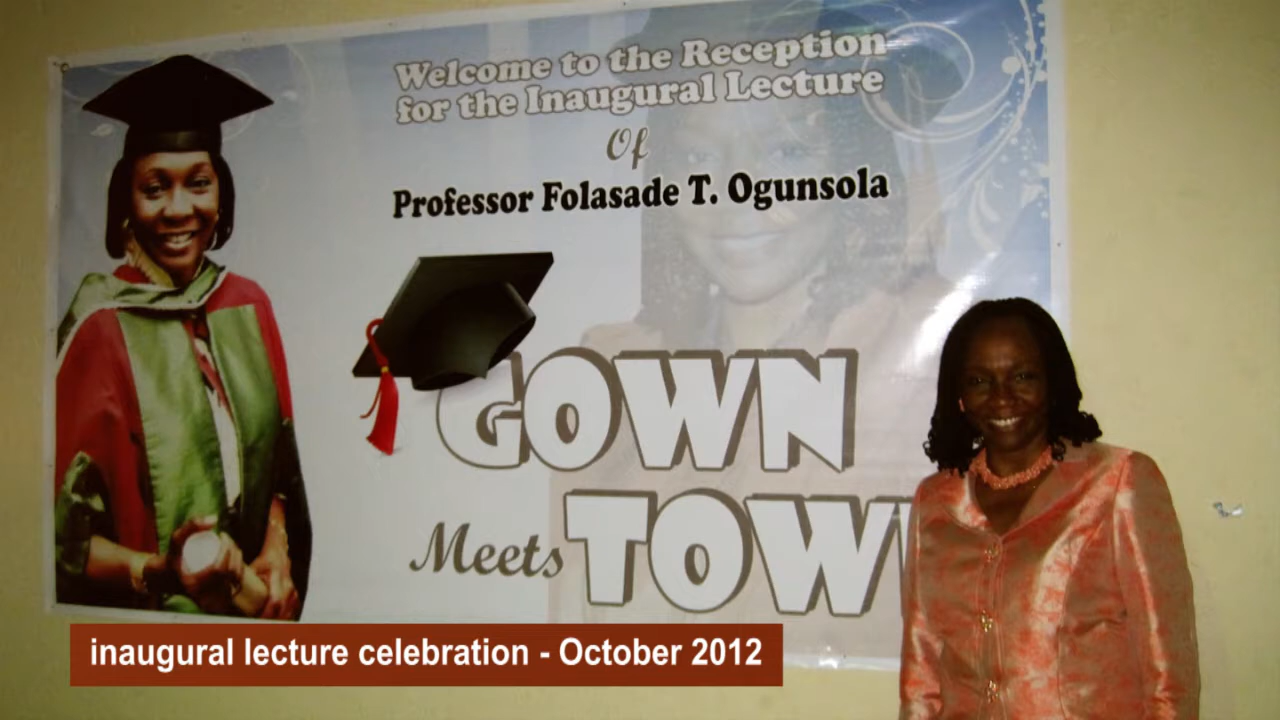 Welcome to the Reception
for the Inaugural Lecture
Of
Professor Folasade T. Ogunsola
GOWN
Meets TOW
inaugural lecture celebration - October 2012